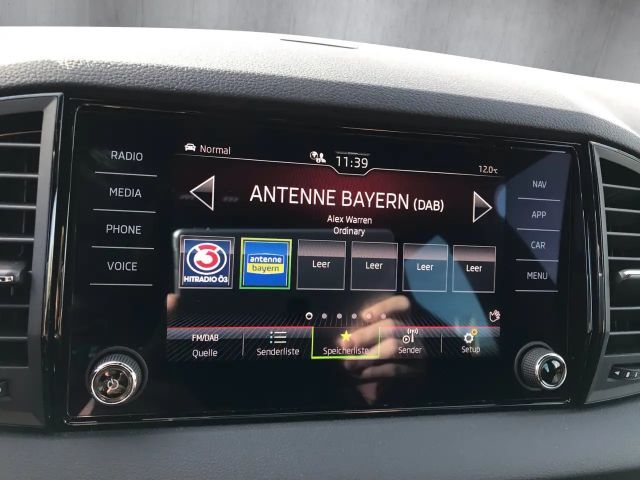 Normal
11:39
12.0°C
RADIO
MEDIA
PHONE
VOICE
ANTENNE BAYERN (DAB)
Alex Warren
Ordinary
3
HITRADIO Ö3
antenne
bayern
Leer
Leer
Leer
Leer
FM/DAB
Quelle
Senderliste
Speicherliste
Sender
Setup
NAV
APP
CAR
MENU